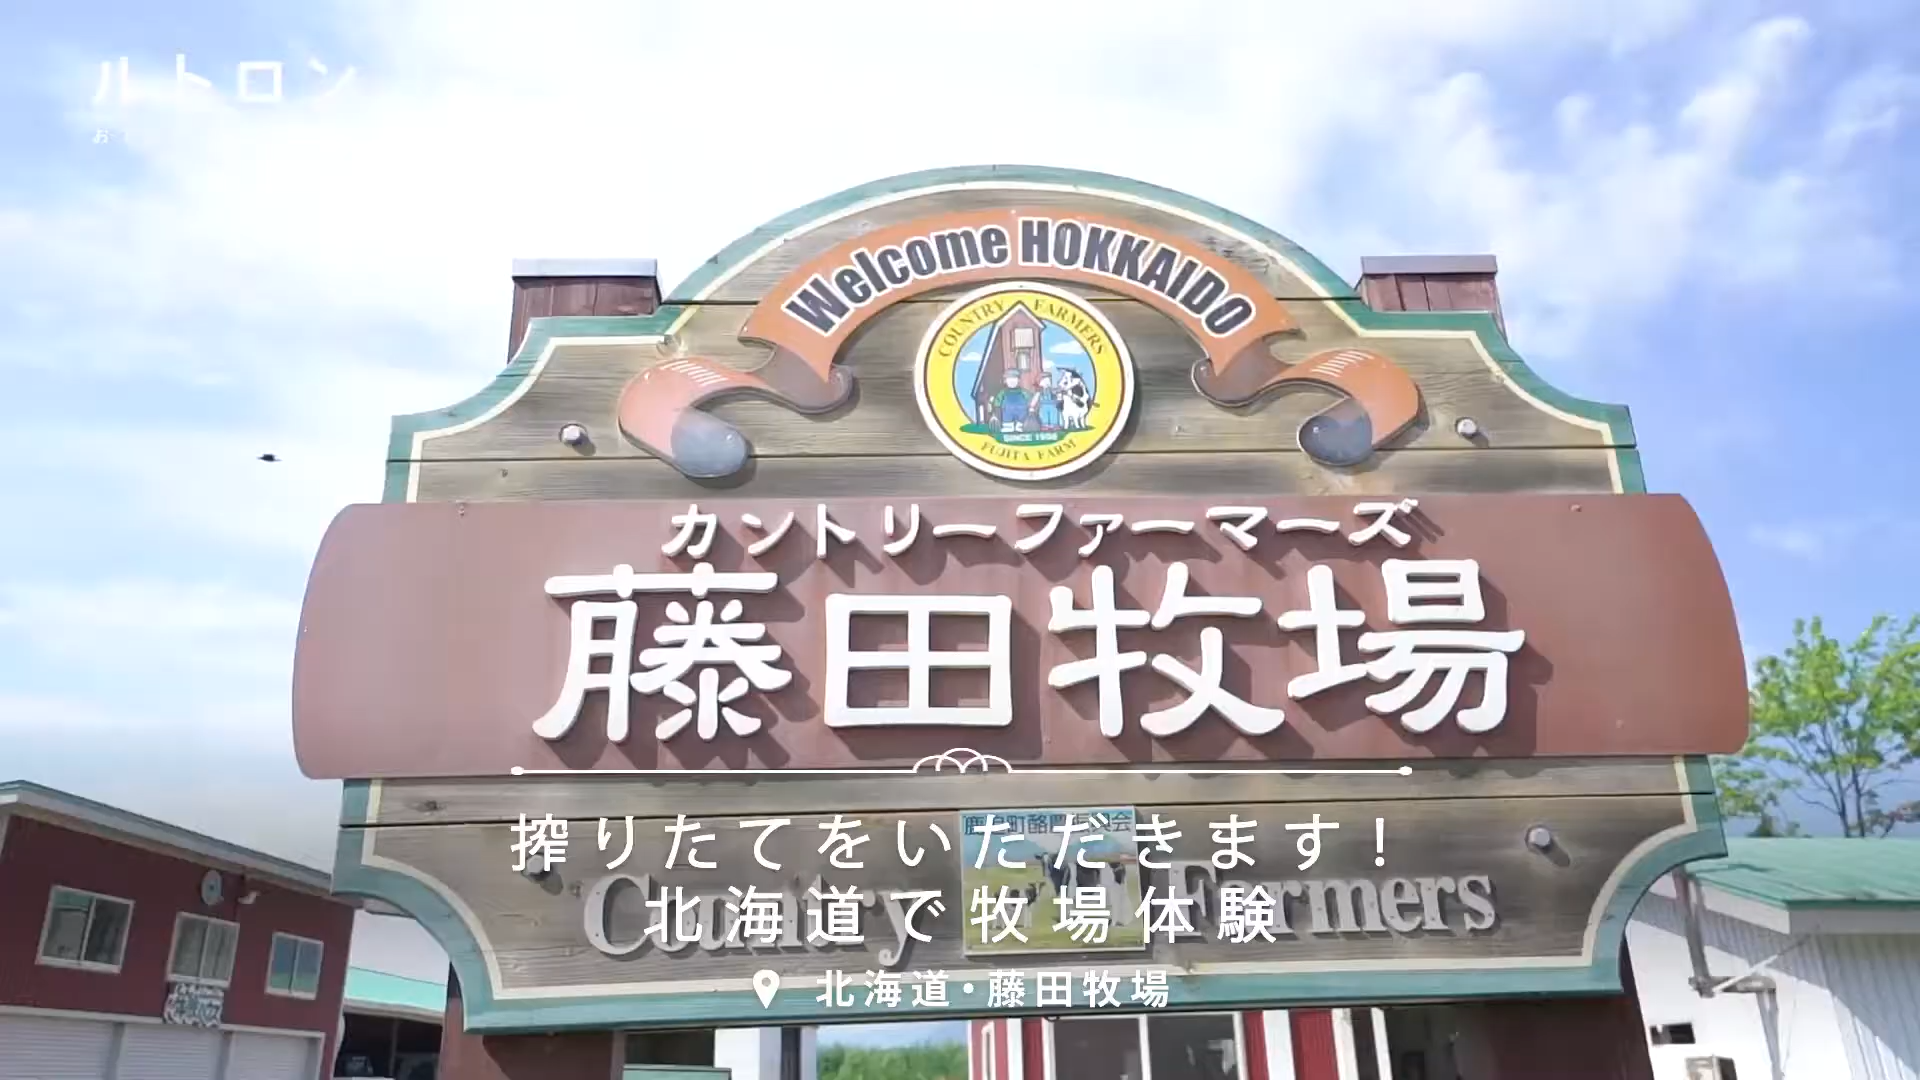 ルトロン
Welcome HOKKAIDO
COUNTRY FARMERS
SINCE 1998
FUJITA FARM
カントリーファーマーズ
藤田牧場
搾りたてをいただきます!
Country Farmers
北海道で牧場体験
北海道・藤田牧場